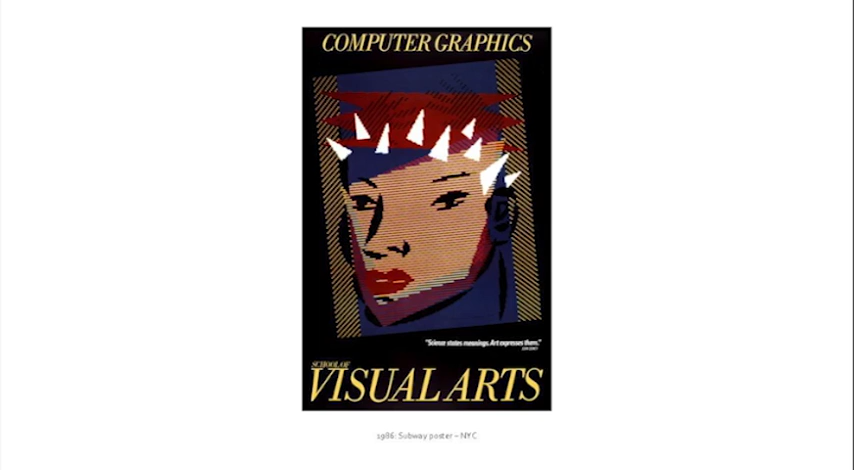 COMPUTER GRAPHICS
"Science states meanings. Art expresses them."
SCHOOL OF
VISUAL ARTS
1986: Subway poster – NYC